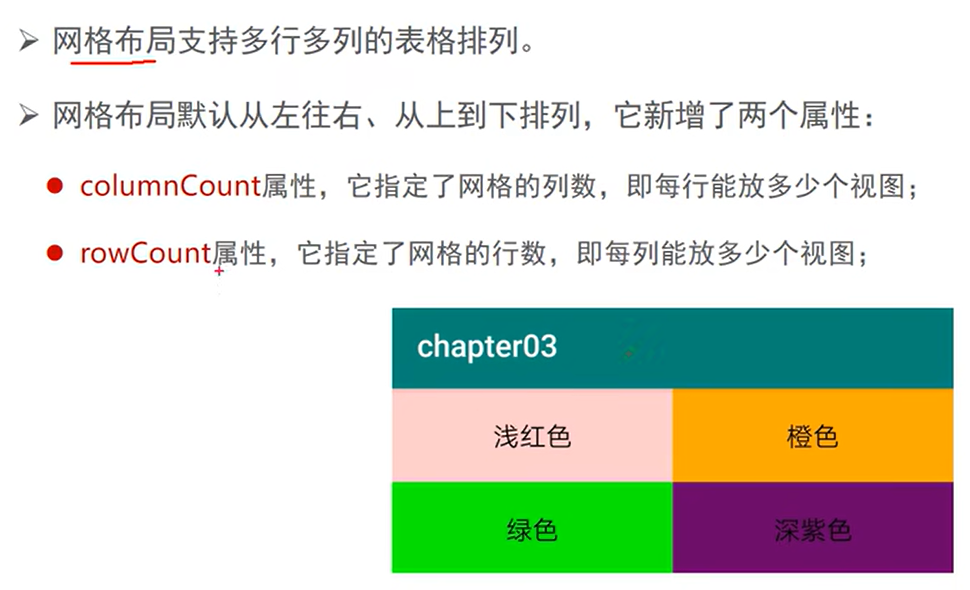 网格布局支持多行多列的表格排列。
网格布局默认从左往右、从上到下排列，它新增了两个属性：
columnCount属性，它指定了网格的列数，即每行能放多少个视图；
rowCount属性，它指定了网格的行数，即每列能放多少个视图；
chapter03
浅红色 橙色
绿色 深紫色